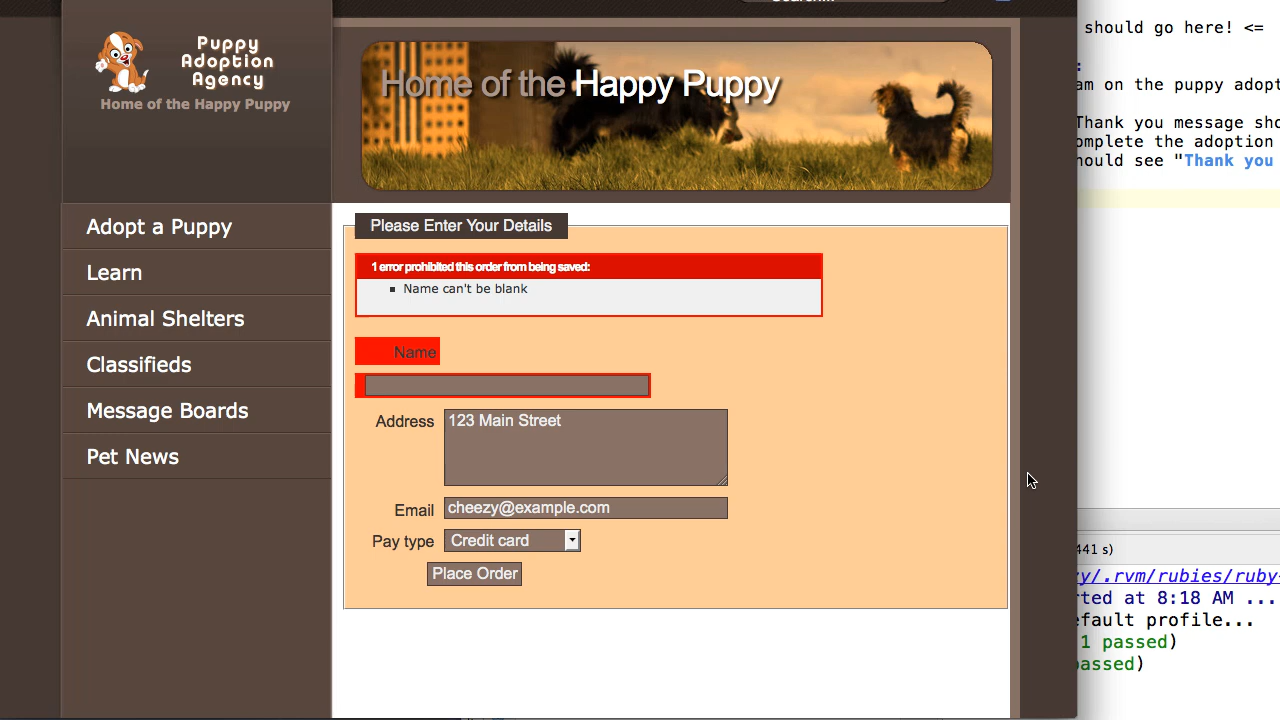 Puppy
Adoption
Agency
Home of the Happy Puppy
Home of the Happy Puppy
Adopt a Puppy
Learn
Animal Shelters
Classifieds
Message Boards
Pet News
Please Enter Your Details
1 error prohibited this order from being saved:
Name can't be blank
Name
Address
123 Main Street
Email
cheezy@example.com
Pay type
Credit card
Place Order
should go here! <=
:
am on the puppy adopt
Thank you message sho
omplete the adoption
hould see "Thank you
441 s)
y/.rvm/rubies/ruby-
rted at 8:18 AM ...
efault profile...
1 passed)
passed)